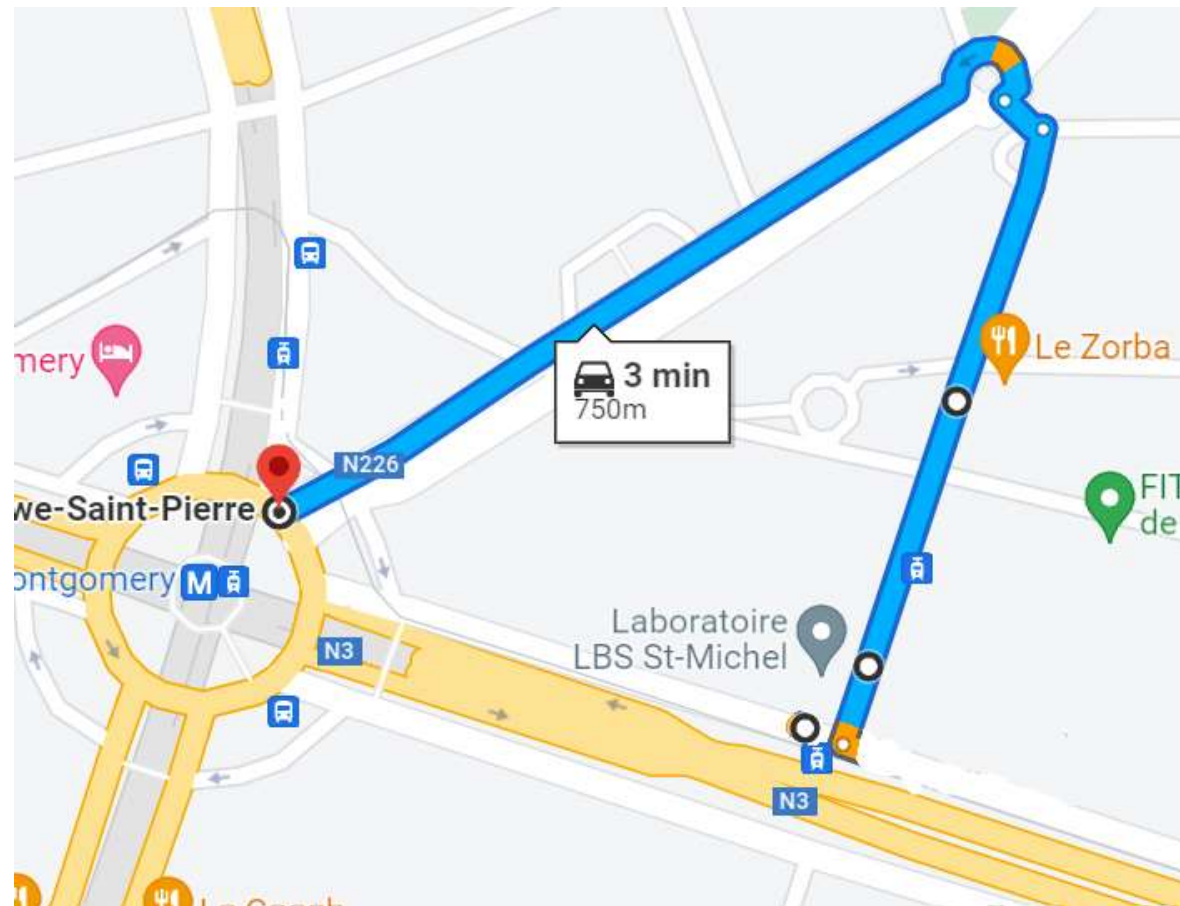 mery
3 min
750m
Le Zorba
N226
we-Saint-Pierre
FIT
de
ontgomery M
Laboratoire
LBS St-Michel
N3
N3